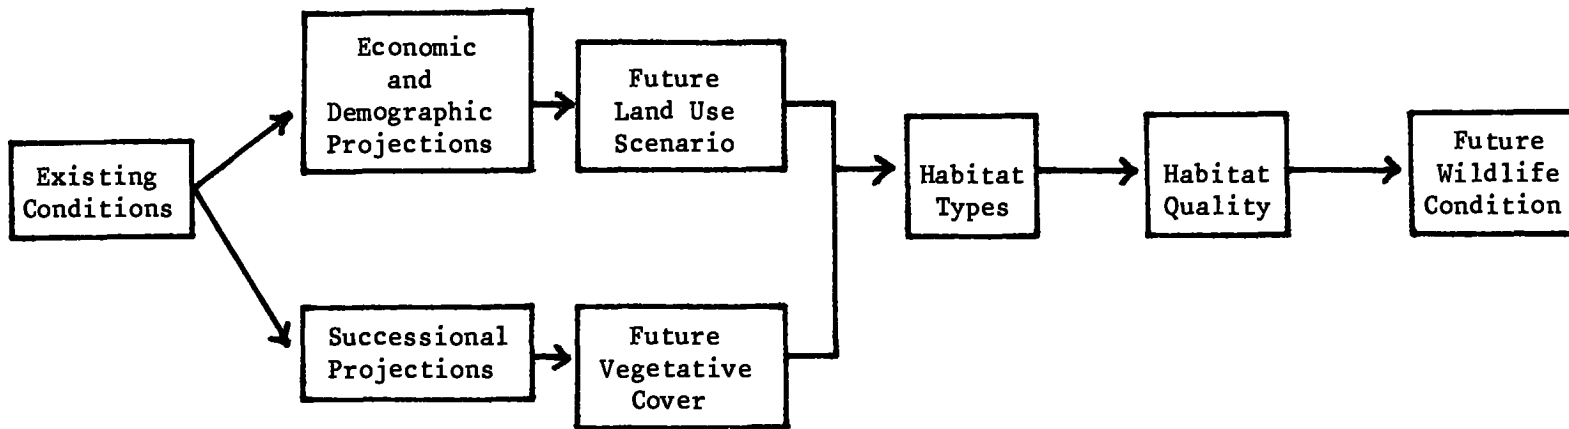 Existing
Conditions
Economic
and
Demographic
Projections
Future
Land Use
Scenario
Successional
Projections
Future
Vegetative
Cover
Habitat
Types
Habitat
Quality
Future
Wildlife
Condition